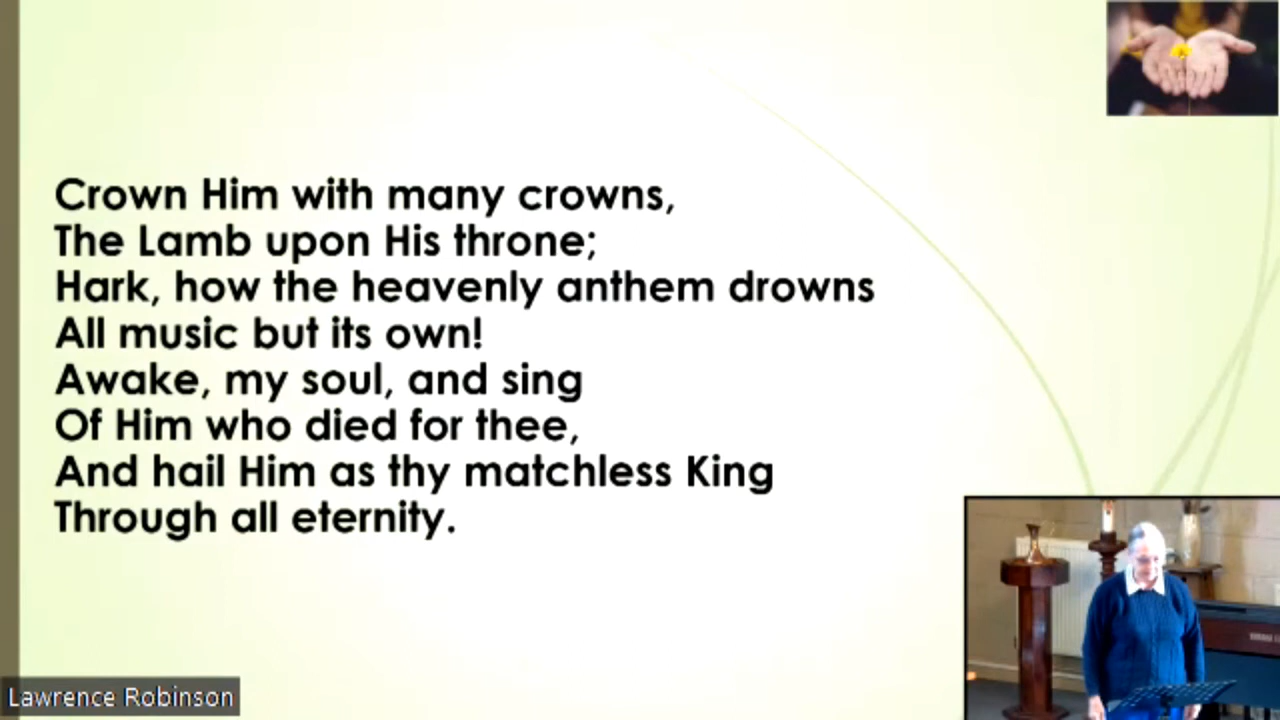 Crown Him with many crowns,
The Lamb upon His throne;
Hark, how the heavenly anthem drowns
All music but its own!
Awake, my soul, and sing
Of Him who died for thee,
And hail Him as thy matchless King
Through all eternity.
Lawrence Robinson